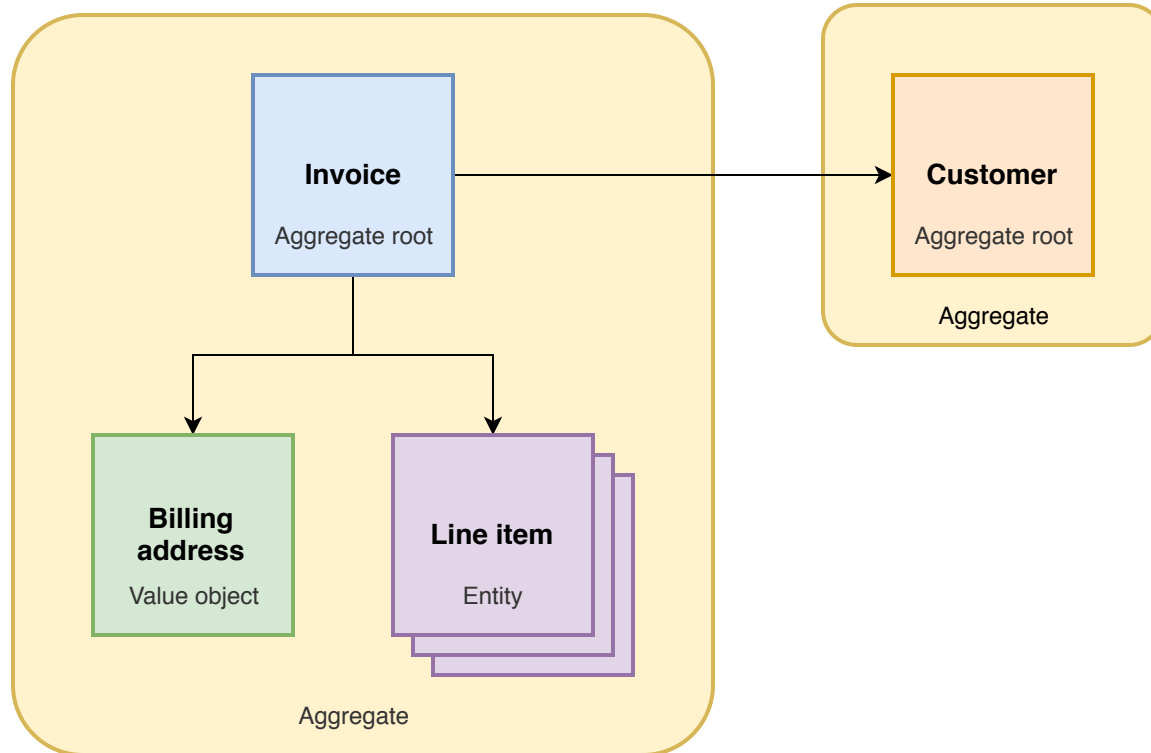 Invoice
Aggregate root
Customer
Aggregate root
Aggregate
Billing
address
Value object
Line item
Entity
Aggregate